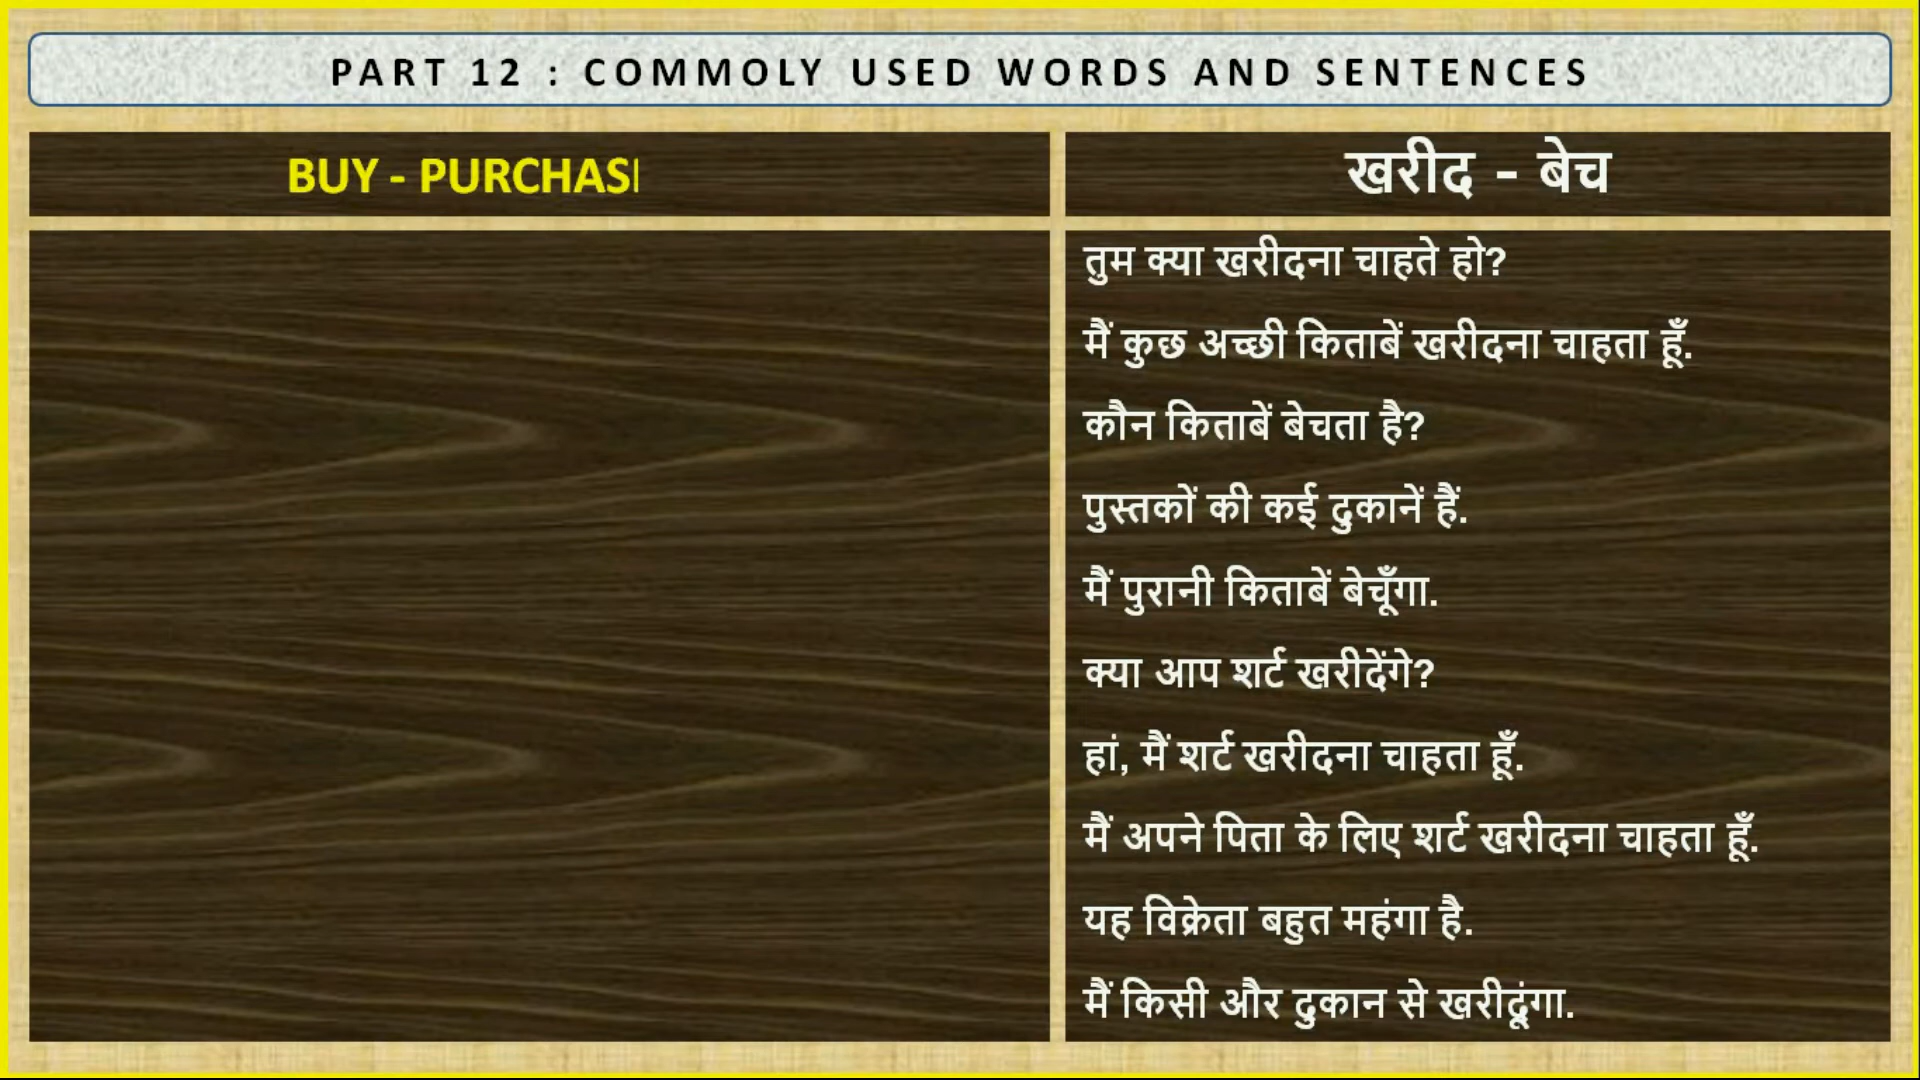 PART 12 : COMMOLY USED WORDS AND SENTENCES
BUY - PURCHAS
खरीद - बेच
तुम क्या खरीदना चाहते हो?
मैं कुछ अच्छी किताबें खरीदना चाहता हूँ.
कौन किताबें बेचता है?
पुस्तकों की कई दुकानें हैं.
मैं पुरानी किताबें बेचूँगा.
क्या आप शर्ट खरीदेंगे?
हां, मैं शर्ट खरीदना चाहता हूँ.
मैं अपने पिता के लिए शर्ट खरीदना चाहता हूँ.
यह विक्रेता बहुत महंगा है.
मैं किसी और दुकान से खरीदूंगा.